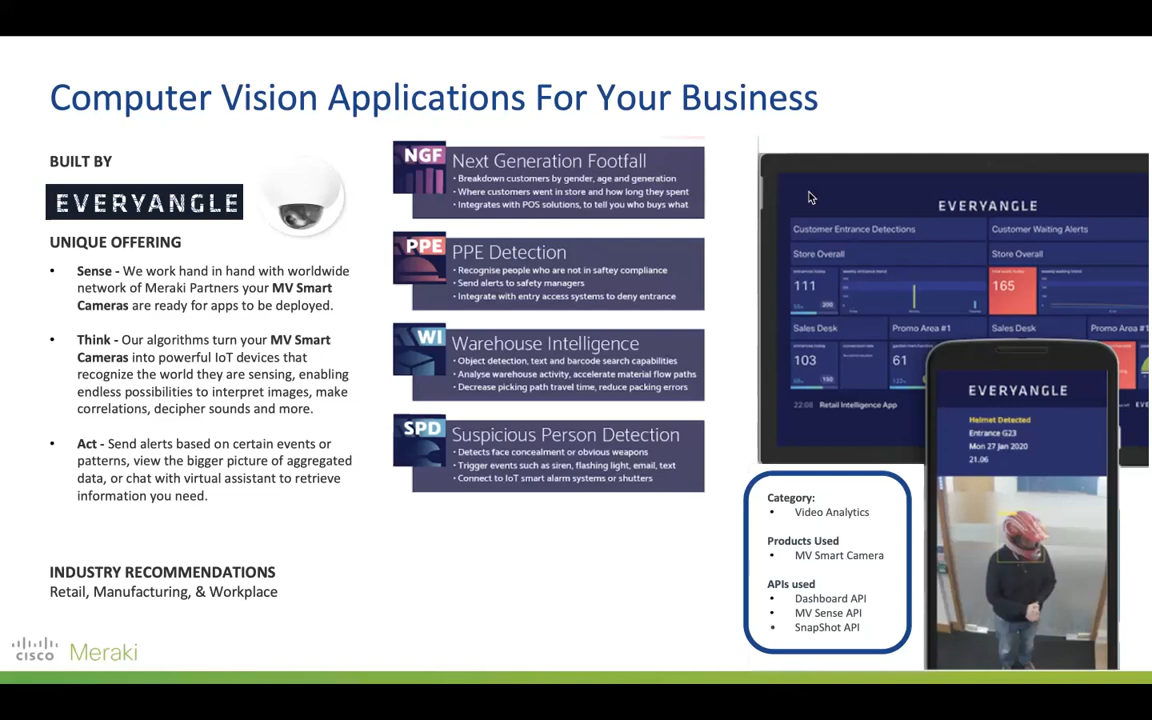 Computer Vision Applications For Your Business
BUILT BY
EVERYANGLE
UNIQUE OFFERING
• Sense - We work hand in hand with worldwide
network of Meraki Partners your MV Smart
Cameras are ready for apps to be deployed.
• Think - Our algorithms turn your MV Smart
Cameras into powerful IoT devices that
recognize the world they are sensing, enabling
endless possibilities to interpret images, make
correlations, decipher sounds and more.
• Act - Send alerts based on certain events or
patterns, view the bigger picture of aggregated
data, or chat with virtual assistant to retrieve
information you need.
INDUSTRY RECOMMENDATIONS
Retail, Manufacturing, & Workplace
CISCO Meraki
NGF
Next Generation Footfall
• Breakdown customers by gender, age and generation
• Where customers went in store and how long they spent
• Integrates with POS solutions, to tell you who buys what
PPE
PPE Detection
• Recognise people who are not in saftey compliance
• Send alerts to safety managers
• Integrate with entry access systems to deny entrance
WI
Warehouse Intelligence
• Object detection, text and barcode search capabilities
• Analyse warehouse activity, accelerate material flow paths
• Decrease picking path travel time, reduce packing errors
SPD
Suspicious Person Detection
• Detects face concealment or obvious weapons
• Trigger events such as siren, flashing light, email, text
• Connect to IoT smart alarm systems or shutters
EVERYANGLE
Customer Entrance Detections
Customer Waiting Alerts
Store Overall
Store Overall
111
200
165
Sales Desk
Promo Area #1
Sales Desk
Promo Area #1
103
150
61
22:08 Retail Intelligence App
EVERYANGLE
Helmet Detected
Entrance G23
Mon 27 Jan 2020
21.06
Category:
• Video Analytics
Products Used
• MV Smart Camera
APIs used
• Dashboard API
• MV Sense API
• SnapShot API